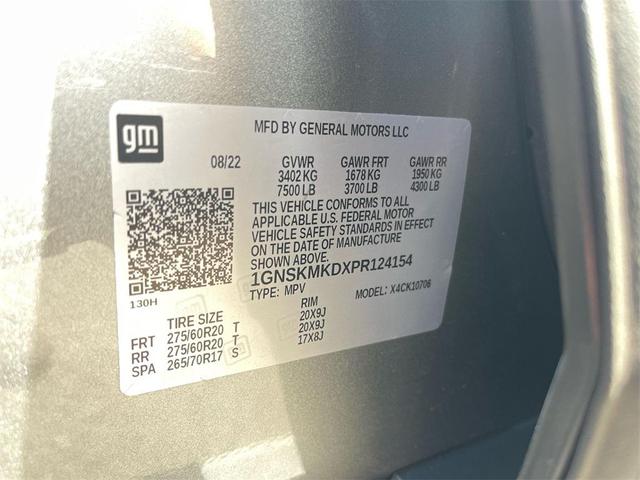 gm
MFD BY GENERAL MOTORS LLC
08/22 GVWR GAWR FRT GAWR RR
3402 KG 1678 KG 1950 KG
7500 LB 3700 LB 4300 LB
THIS VEHICLE CONFORMS TO ALL
APPLICABLE U.S. FEDERAL MOTOR
VEHICLE SAFETY STANDARDS IN EFFECT
ON THE DATE OF MANUFACTURE
SHOWN ABOVE.
1GNSKMKDXPR124154
TYPE: MPV MODEL: X4CK10706
130H
TIRE SIZE RIM
FRT 275/60R20 T 20X9J
RR 275/60R20 T 20X9J
SPA 265/70R17 S 17X8J